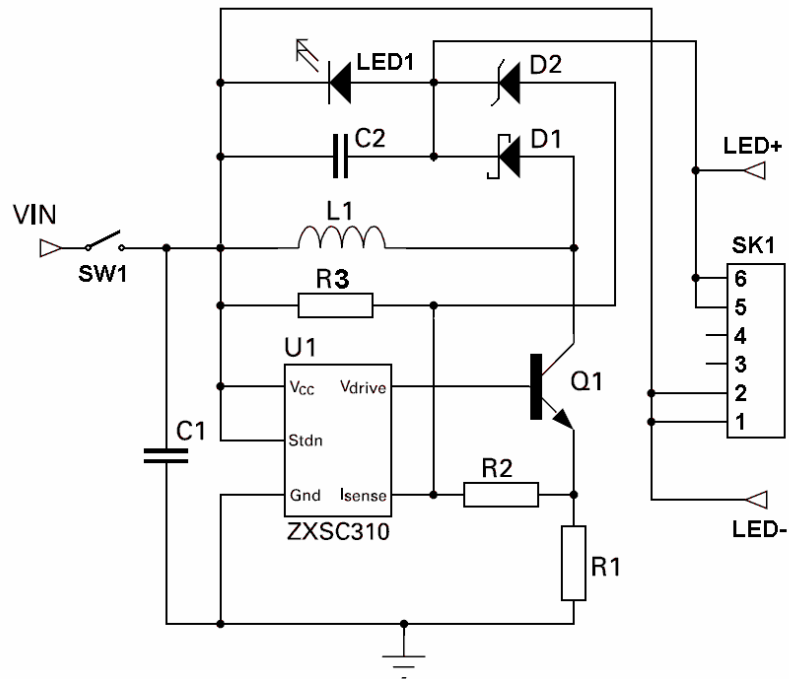 LED1
D2
C2
D1
LED+
VIN
L1
SW1
SK1
R3
6
5
4
3
2
1
U1
Vcc
Vdrive
Q1
C1
Stdn
R2
Gnd
Isense
ZXSC310
LED-
R1